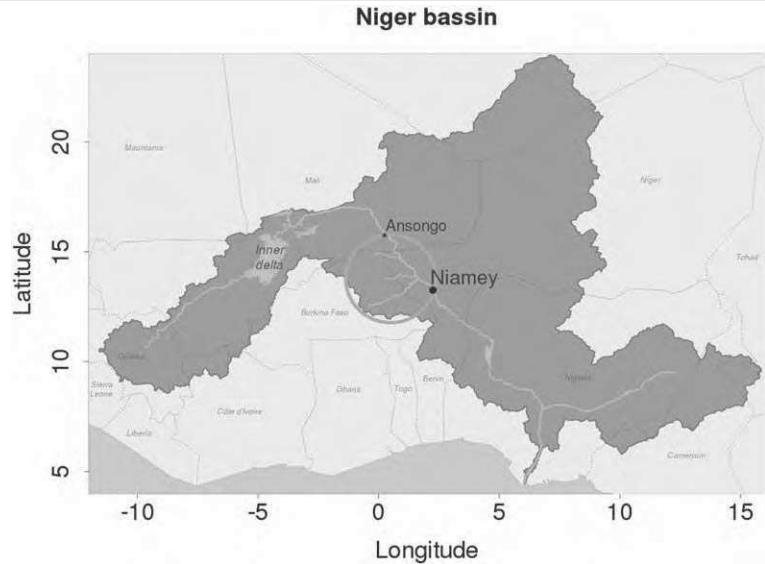 Niger bassin
Latitude
20
15
10
5
Mauritania
Mali
Niger
Tchad
Ansongo
Inner
delta
Niamey
Burkina Faso
Guinea
Sierra
Leone
Liberia
Côte d'Ivoire
Ghana
Togo
Benin
Nigeria
Cameroun
-10
-5
0
5
10
15
Longitude